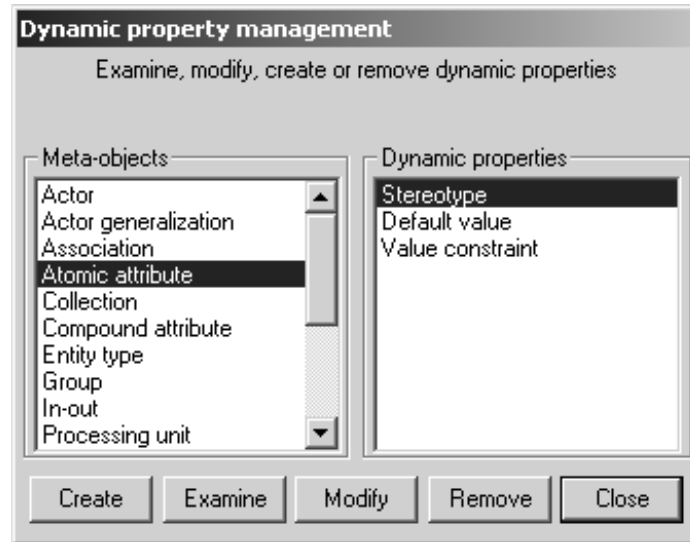 Dynamic property management
Examine, modify, create or remove dynamic properties
Meta-objects
Actor
Actor generalization
Association
Atomic attribute
Collection
Compound attribute
Entity type
Group
In-out
Processing unit
Dynamic properties
Stereotype
Default value
Value constraint
Create Examine Modify Remove Close